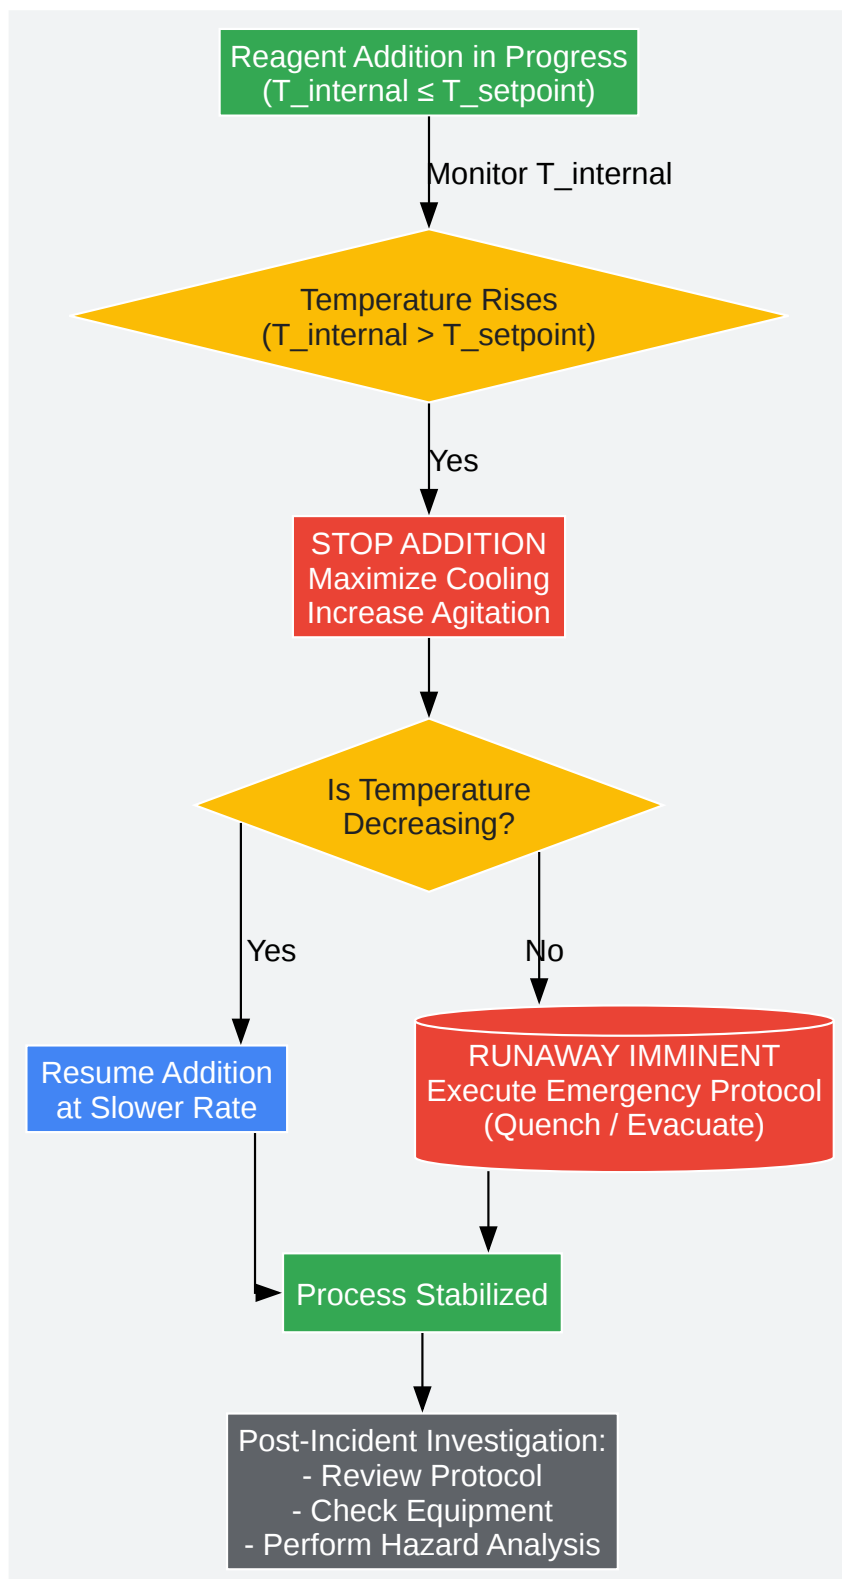 Reagent Addition in Progress
(T_internal ≤ T_setpoint)
Monitor T_internal
Temperature Rises
(T_internal > T_setpoint)
Yes
STOP ADDITION
Maximize Cooling
Increase Agitation
Is Temperature
Decreasing?
Yes
No
Resume Addition
at Slower Rate
RUNAWAY IMMINENT
Execute Emergency Protocol
(Quench / Evacuate)
Process Stabilized
Post-Incident Investigation:
- Review Protocol
- Check Equipment
- Perform Hazard Analysis